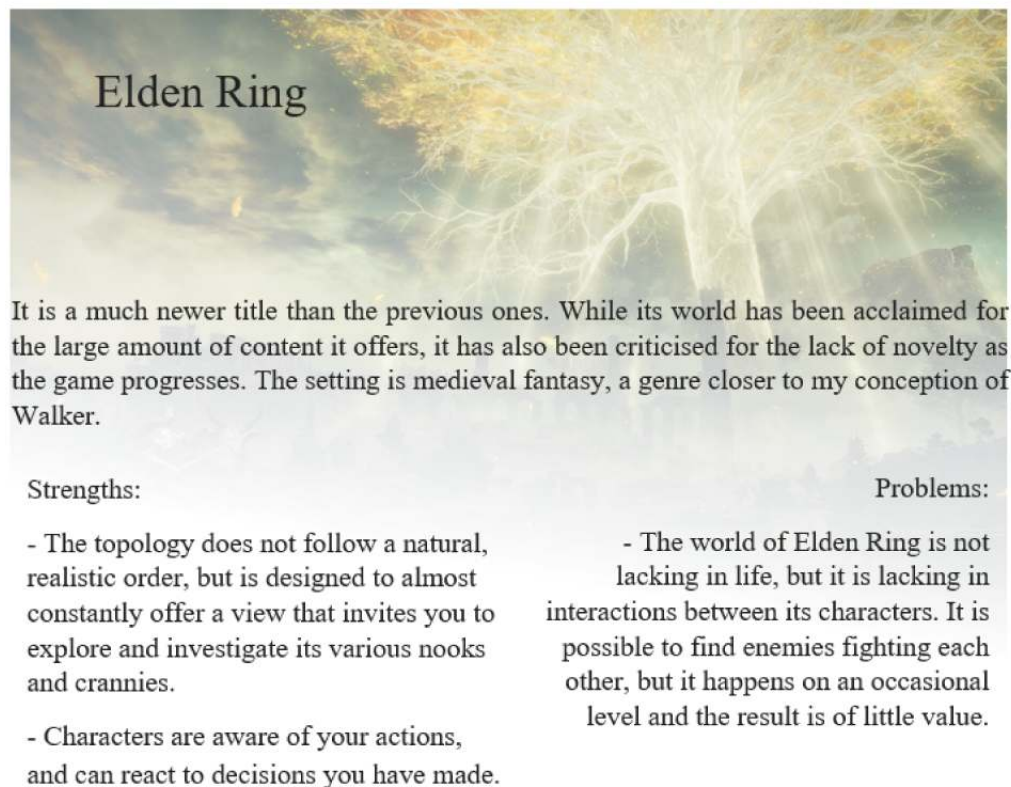 Elden Ring
It is a much newer title than the previous ones. While its world has been acclaimed for
the large amount of content it offers, it has also been criticised for the lack of novelty as
the game progresses. The setting is medieval fantasy, a genre closer to my conception of
Walker.
Strengths:
- The topology does not follow a natural,
realistic order, but is designed to almost
constantly offer a view that invites you to
explore and investigate its various nooks
and crannies.
- Characters are aware of your actions,
and can react to decisions you have made.
Problems:
- The world of Elden Ring is not
lacking in life, but it is lacking in
interactions between its characters. It is
possible to find enemies fighting each
other, but it happens on an occasional
level and the result is of little value.